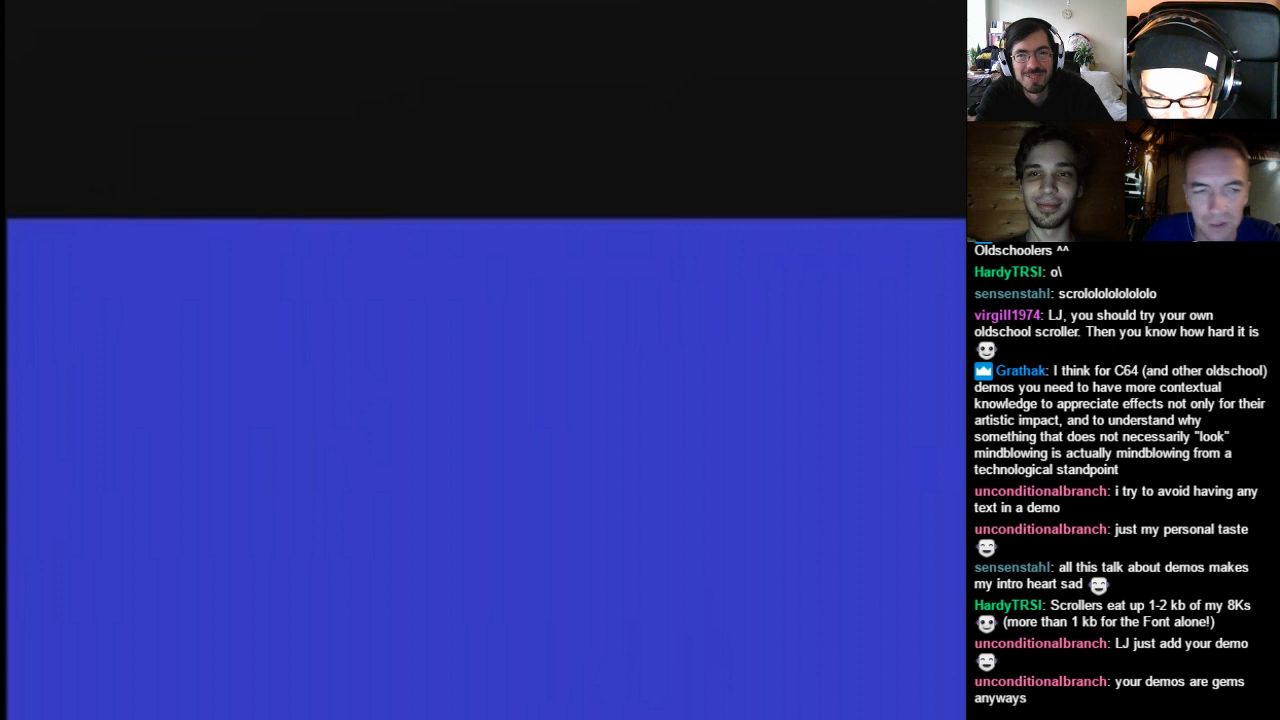 Oldschoolers ^^
HardyTRSI: o\
sensenstahl: scrolololololololo
virgill1974: LJ, you should try your own
oldschool scroller. Then you know how hard it is
Grathak: I think for C64 (and other oldschool)
demos you need to have more contextual
knowledge to appreciate effects not only for their
artistic impact, and to understand why
something that does not necessarily "look"
mindblowing is actually mindblowing from a
technological standpoint
unconditionalbranch: i try to avoid having any
text in a demo
unconditionalbranch: just my personal taste
sensenstahl: all this talk about demos makes
my intro heart sad
HardyTRSI: Scrollers eat up 1-2 kb of my 8Ks
(more than 1 kb for the Font alone!)
unconditionalbranch: LJ just add your demo
unconditionalbranch: your demos are gems
anyways